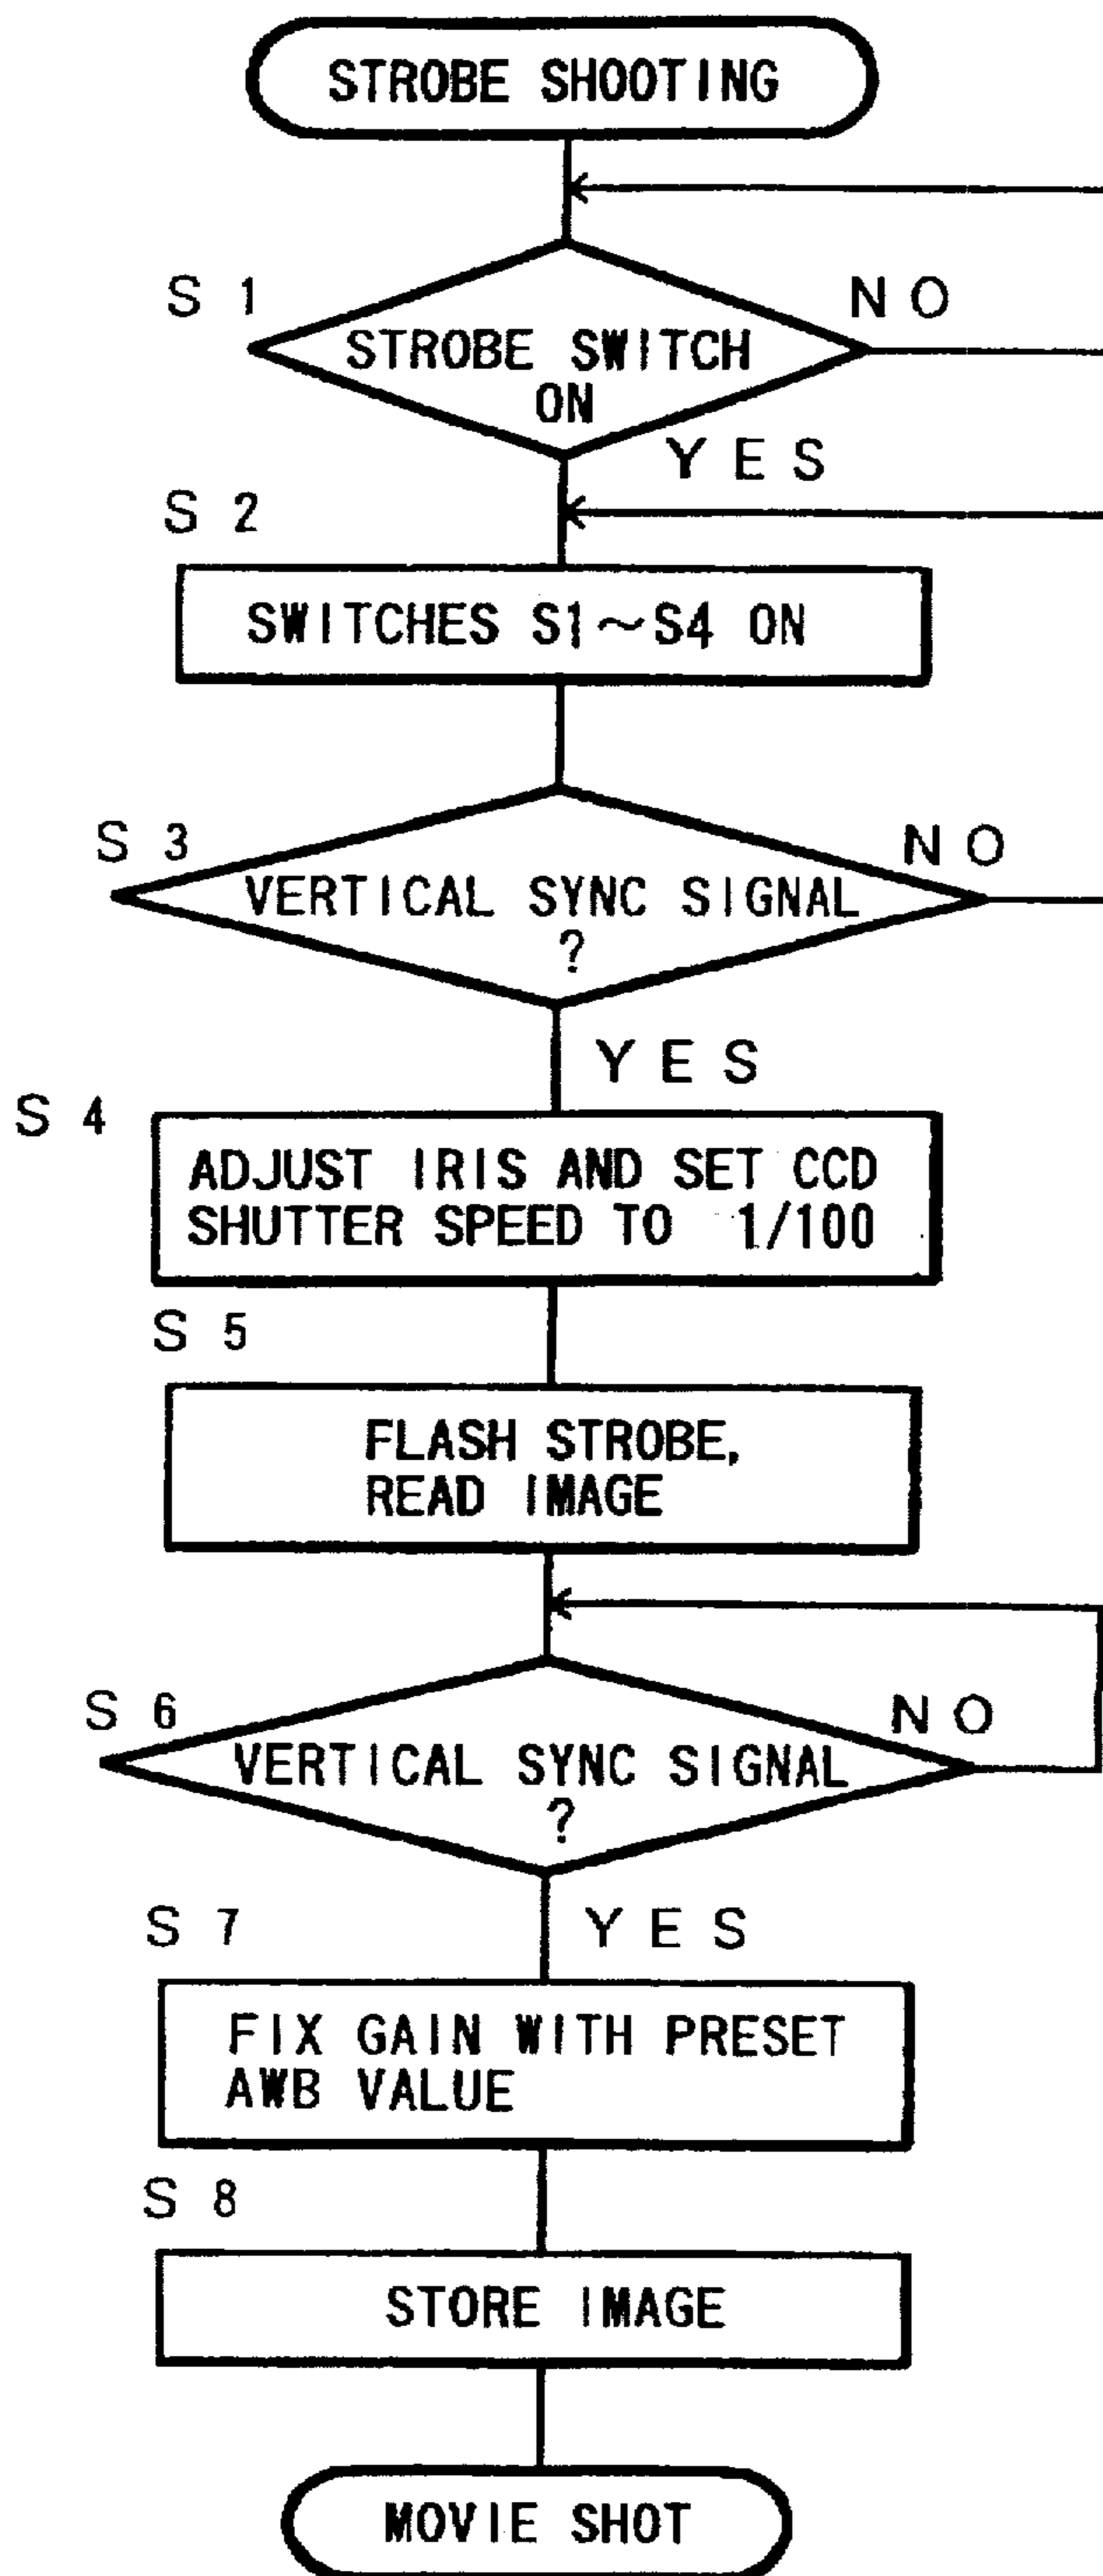 STROBE SHOOTING
S 1
NO
STROBE SWITCH
ON
YES
S 2
SWITCHES S1~S4 ON
S 3
NO
VERTICAL SYNC SIGNAL
?
YES
S 4
ADJUST IRIS AND SET CCD
SHUTTER SPEED TO 1/100
S 5
FLASH STROBE,
READ IMAGE
S 6
NO
VERTICAL SYNC SIGNAL
?
S 7
YES
FIX GAIN WITH PRESET
AWB VALUE
S 8
STORE IMAGE
MOVIE SHOT